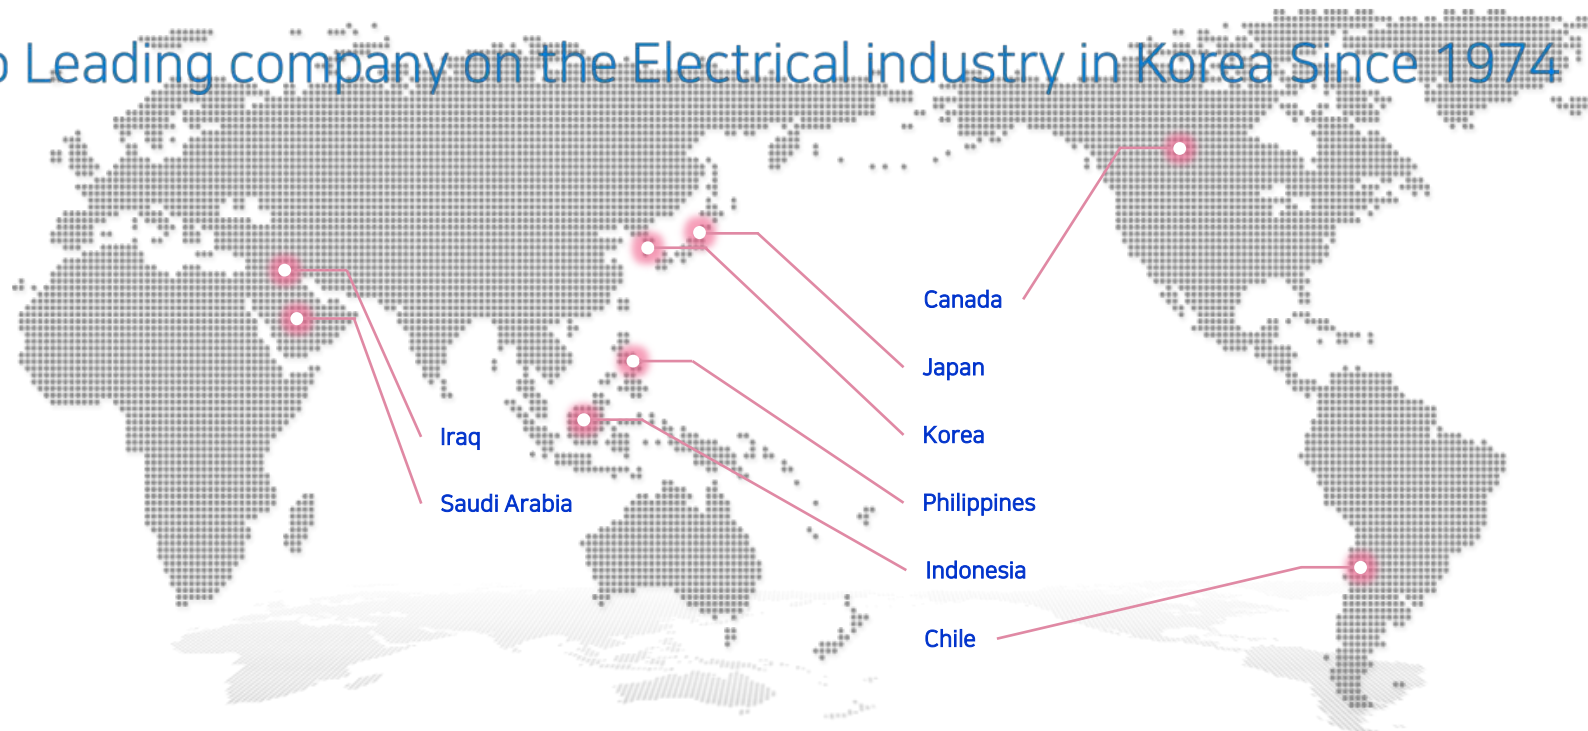 Leading company on the Electrical industry in Korea Since 1974
Canada
Japan
Iraq
Korea
Saudi Arabia
Philippines
Indonesia
Chile